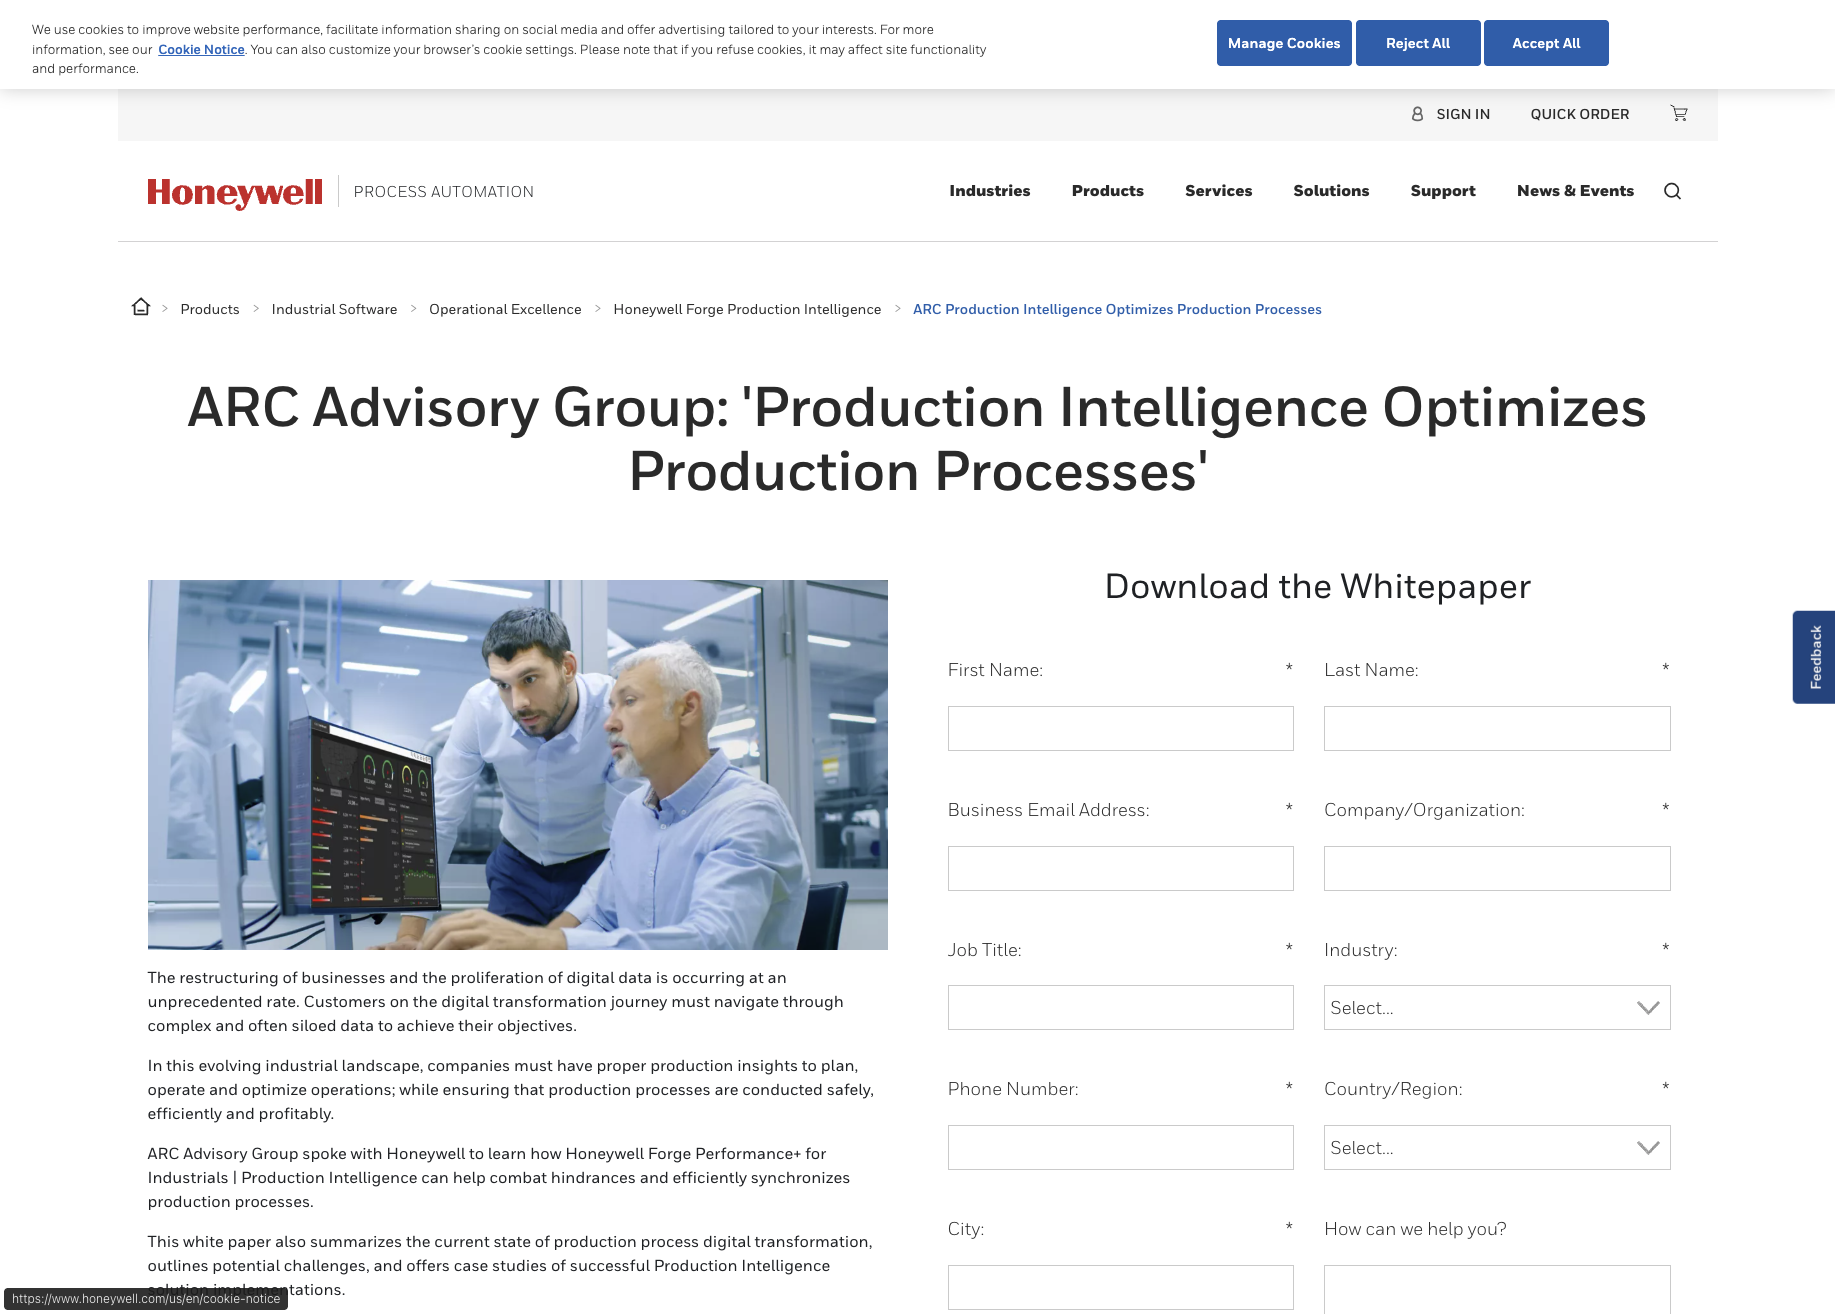 We use cookies to improve website performance, facilitate information sharing on social media and offer advertising tailored to your interests. For more
information, see our Cookie Notice. You can also customize your browser's cookie settings. Please note that if you refuse cookies, it may affect site functionality
and performance.
Manage Cookies
Reject All
Accept All
SIGN IN
QUICK ORDER
Honeywell
PROCESS AUTOMATION
Industries
Products
Services
Solutions
Support
News & Events
> Products > Industrial Software > Operational Excellence > Honeywell Forge Production Intelligence > ARC Production Intelligence Optimizes Production Processes
ARC Advisory Group: 'Production Intelligence Optimizes
Production Processes'
The restructuring of businesses and the proliferation of digital data is occurring at an
unprecedented rate. Customers on the digital transformation journey must navigate through
complex and often siloed data to achieve their objectives.
In this evolving industrial landscape, companies must have proper production insights to plan,
operate and optimize operations; while ensuring that production processes are conducted safely,
efficiently and profitably.
ARC Advisory Group spoke with Honeywell to learn how Honeywell Forge Performance+ for
Industrials | Production Intelligence can help combat hindrances and efficiently synchronizes
production processes.
This white paper also summarizes the current state of production process digital transformation,
outlines potential challenges, and offers case studies of successful Production Intelligence
solution implementations.
https://www.honeywell.com/us/en/cookie-notice
Download the Whitepaper
First Name: *
Last Name: *
Business Email Address: *
Company/Organization: *
Job Title: *
Industry: *
Select...
Phone Number: *
Country/Region: *
Select...
City: *
How can we help you?
Feedback